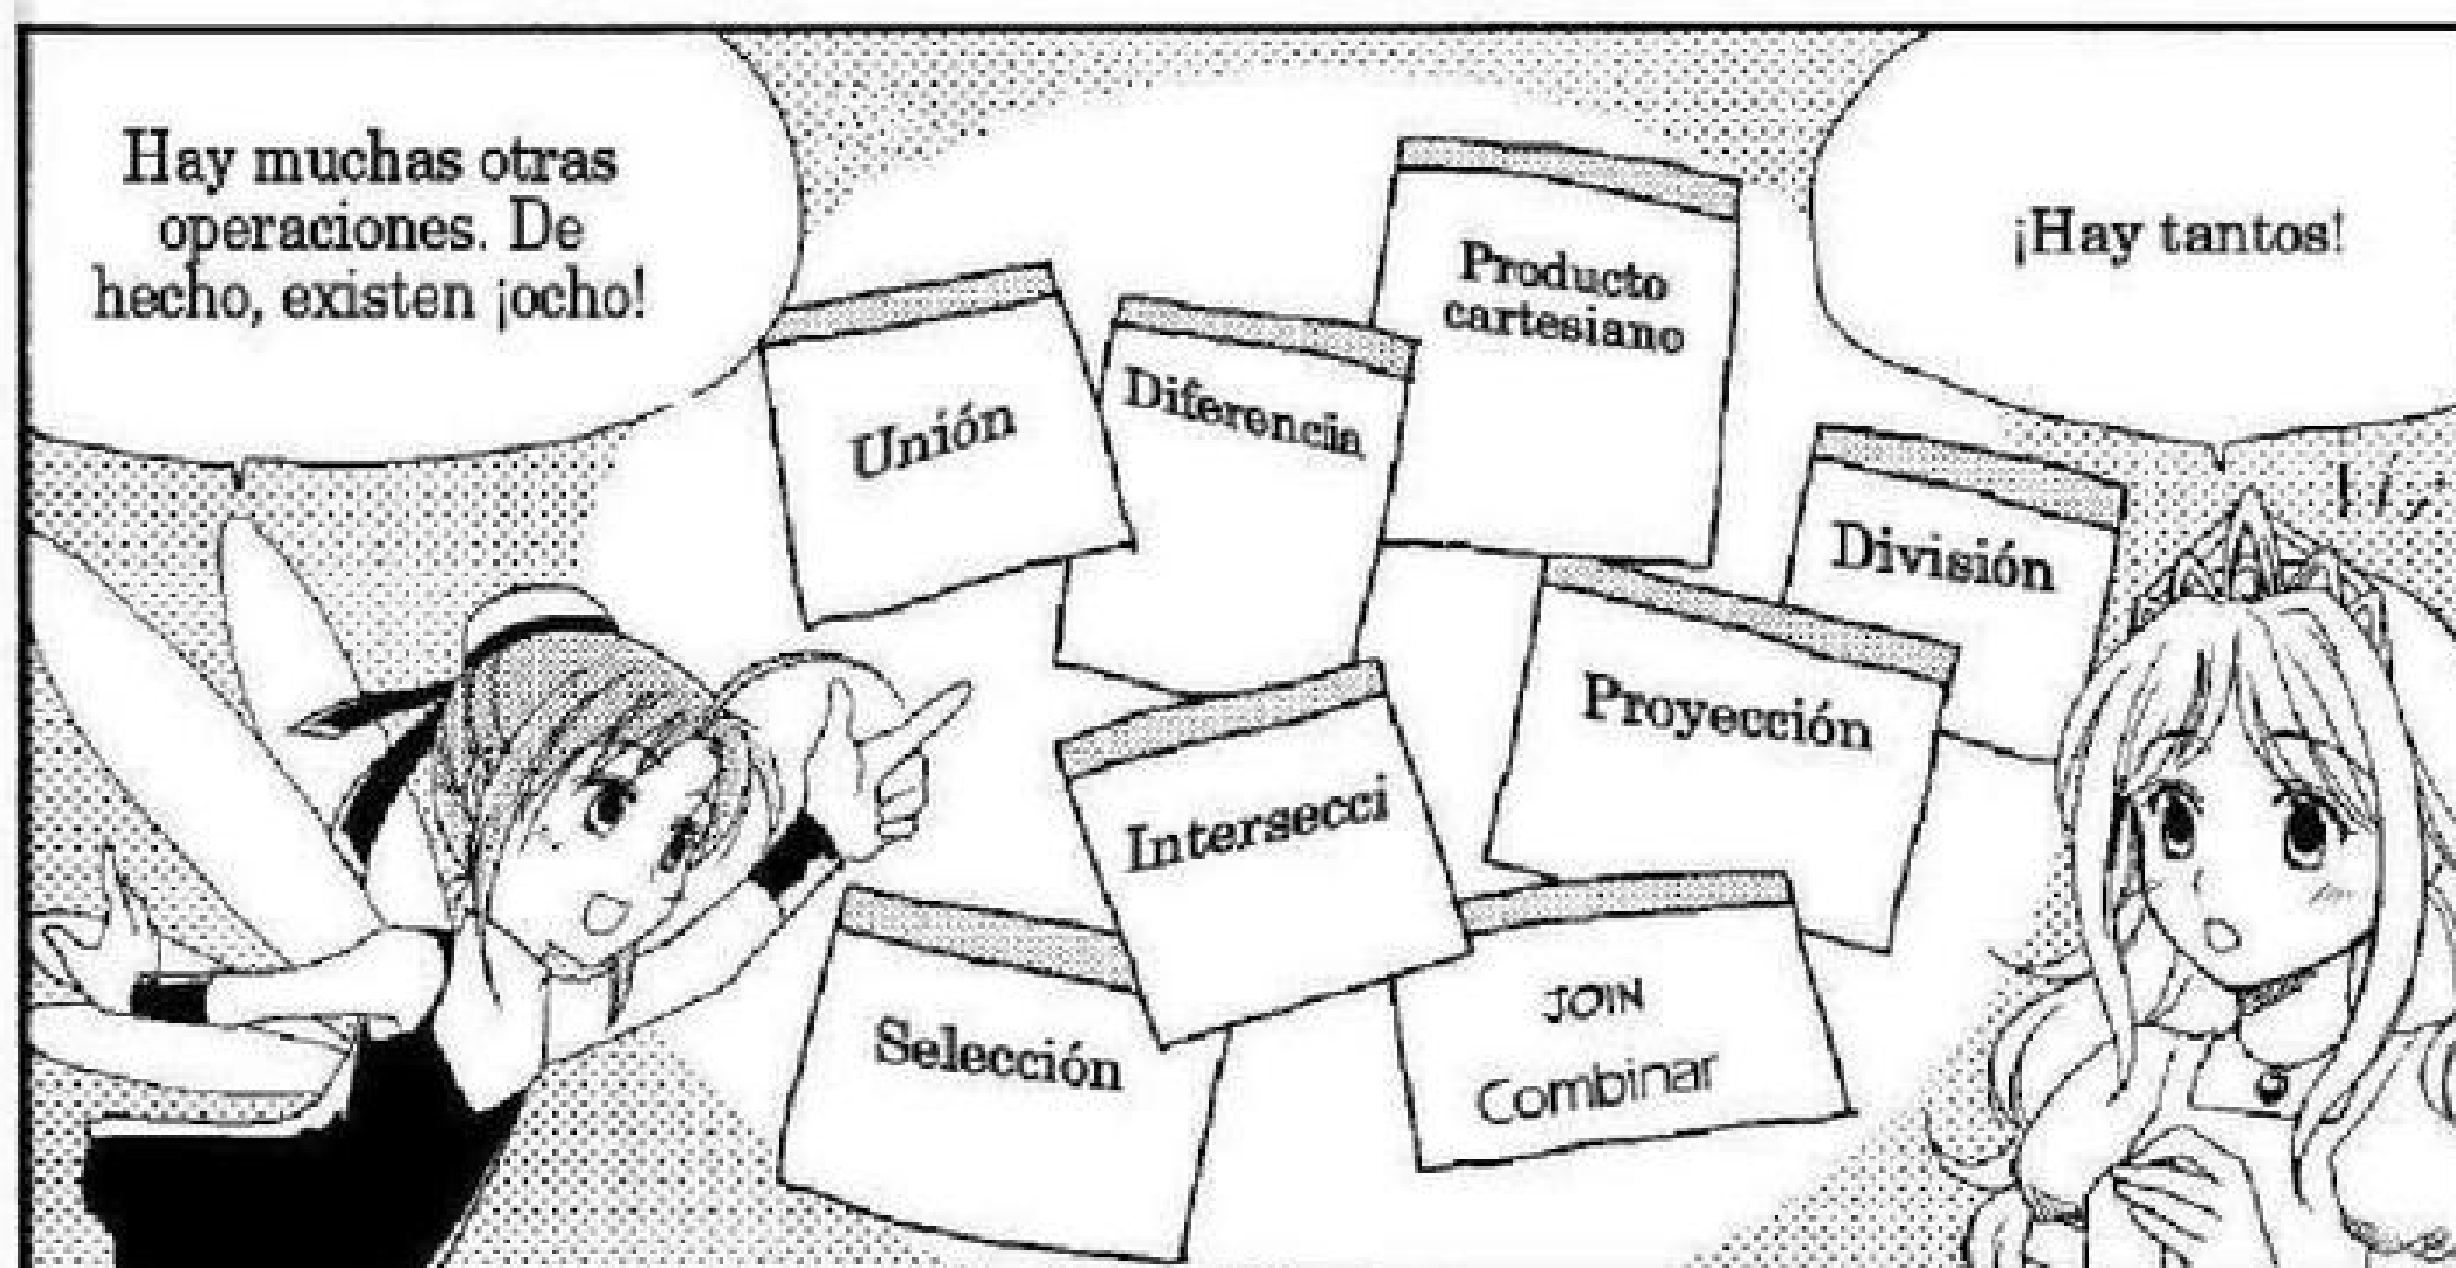 Hay muchas otras
operaciones. De
hecho, existen ¡ocho!
¡Hay tantos!
Producto
cartesiano
Unión
Diferencia
División
Proyección
Intersecci
Selección
JOIN
Combinar